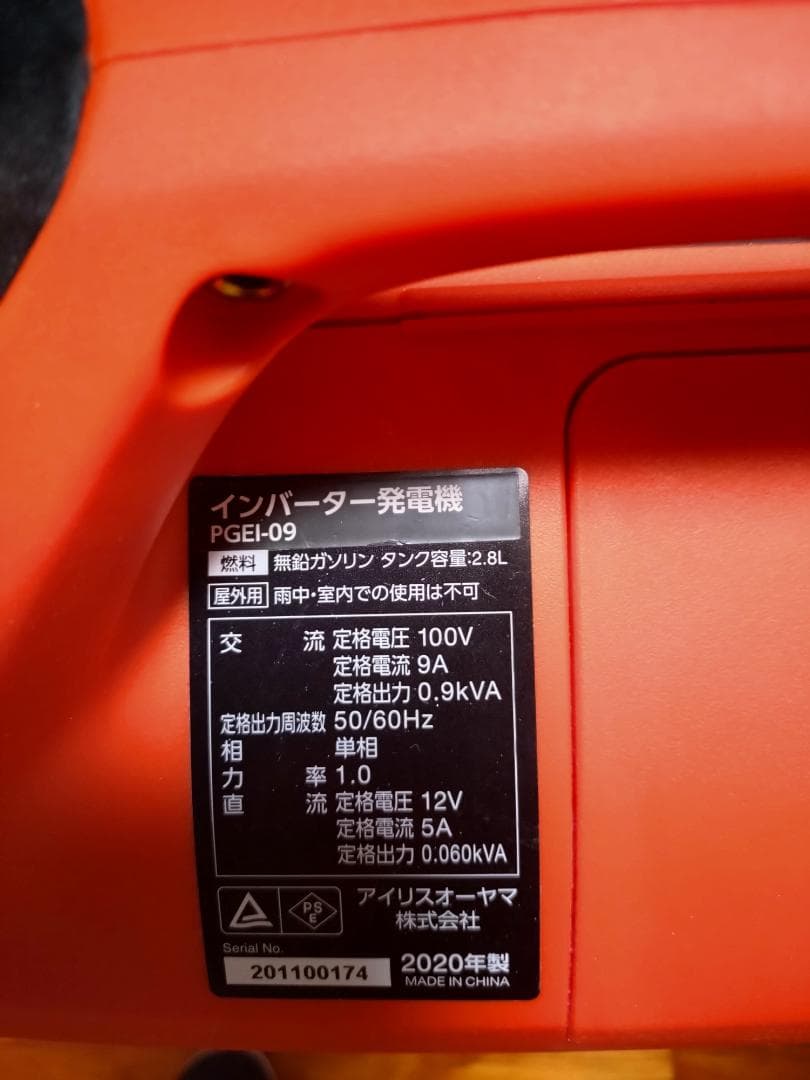 インバーター発電機
PGEI-09
燃料 無鉛ガソリン タンク容量:2.8L
屋外用 雨中・室内での使用は不可
交流 定格電圧 100V
定格電流 9A
定格出力 0.9kVA
定格出力周波数 50/60Hz
相 単相
力率 1.0
直流 定格電圧 12V
定格電流 5A
定格出力 0.060kVA
PS
E
アイリスオーヤマ
株式会社
Serial No.
201100174
2020年製
MADE IN CHINA